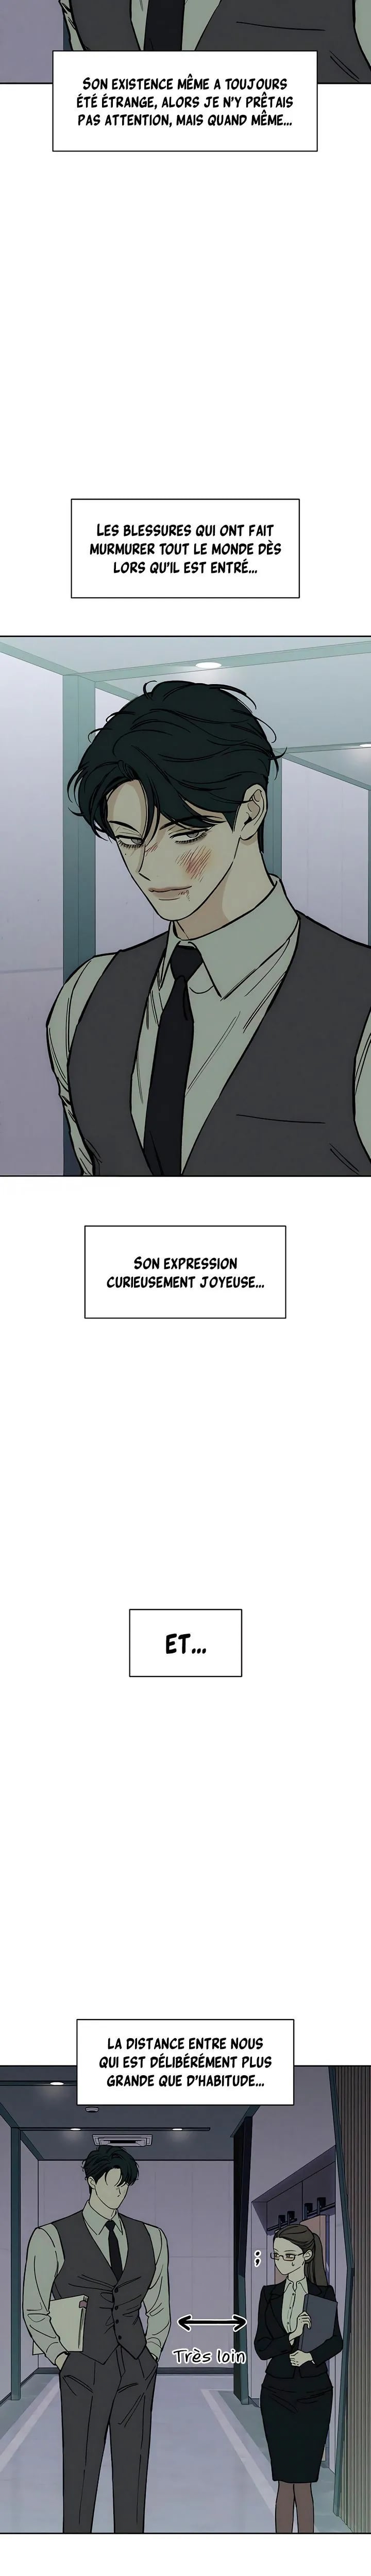 SON EXISTENCE MÊME A TOUJOURS
ÉTÉ ÉTRANGE, ALORS JE N'Y PRÊTAIS
PAS ATTENTION, MAIS QUAND MÊME...
LES BLESSURES QUI ONT FAIT
MURMURER TOUT LE MONDE DÈS
LORS QU'IL EST ENTRÉ...
SON EXPRESSION
CURIEUSEMENT JOYEUSE...
ET...
LA DISTANCE ENTRE NOUS
QUI EST DÉLIBÉRÉMENT PLUS
GRANDE QUE D'HABITUDE...
;
Très loin